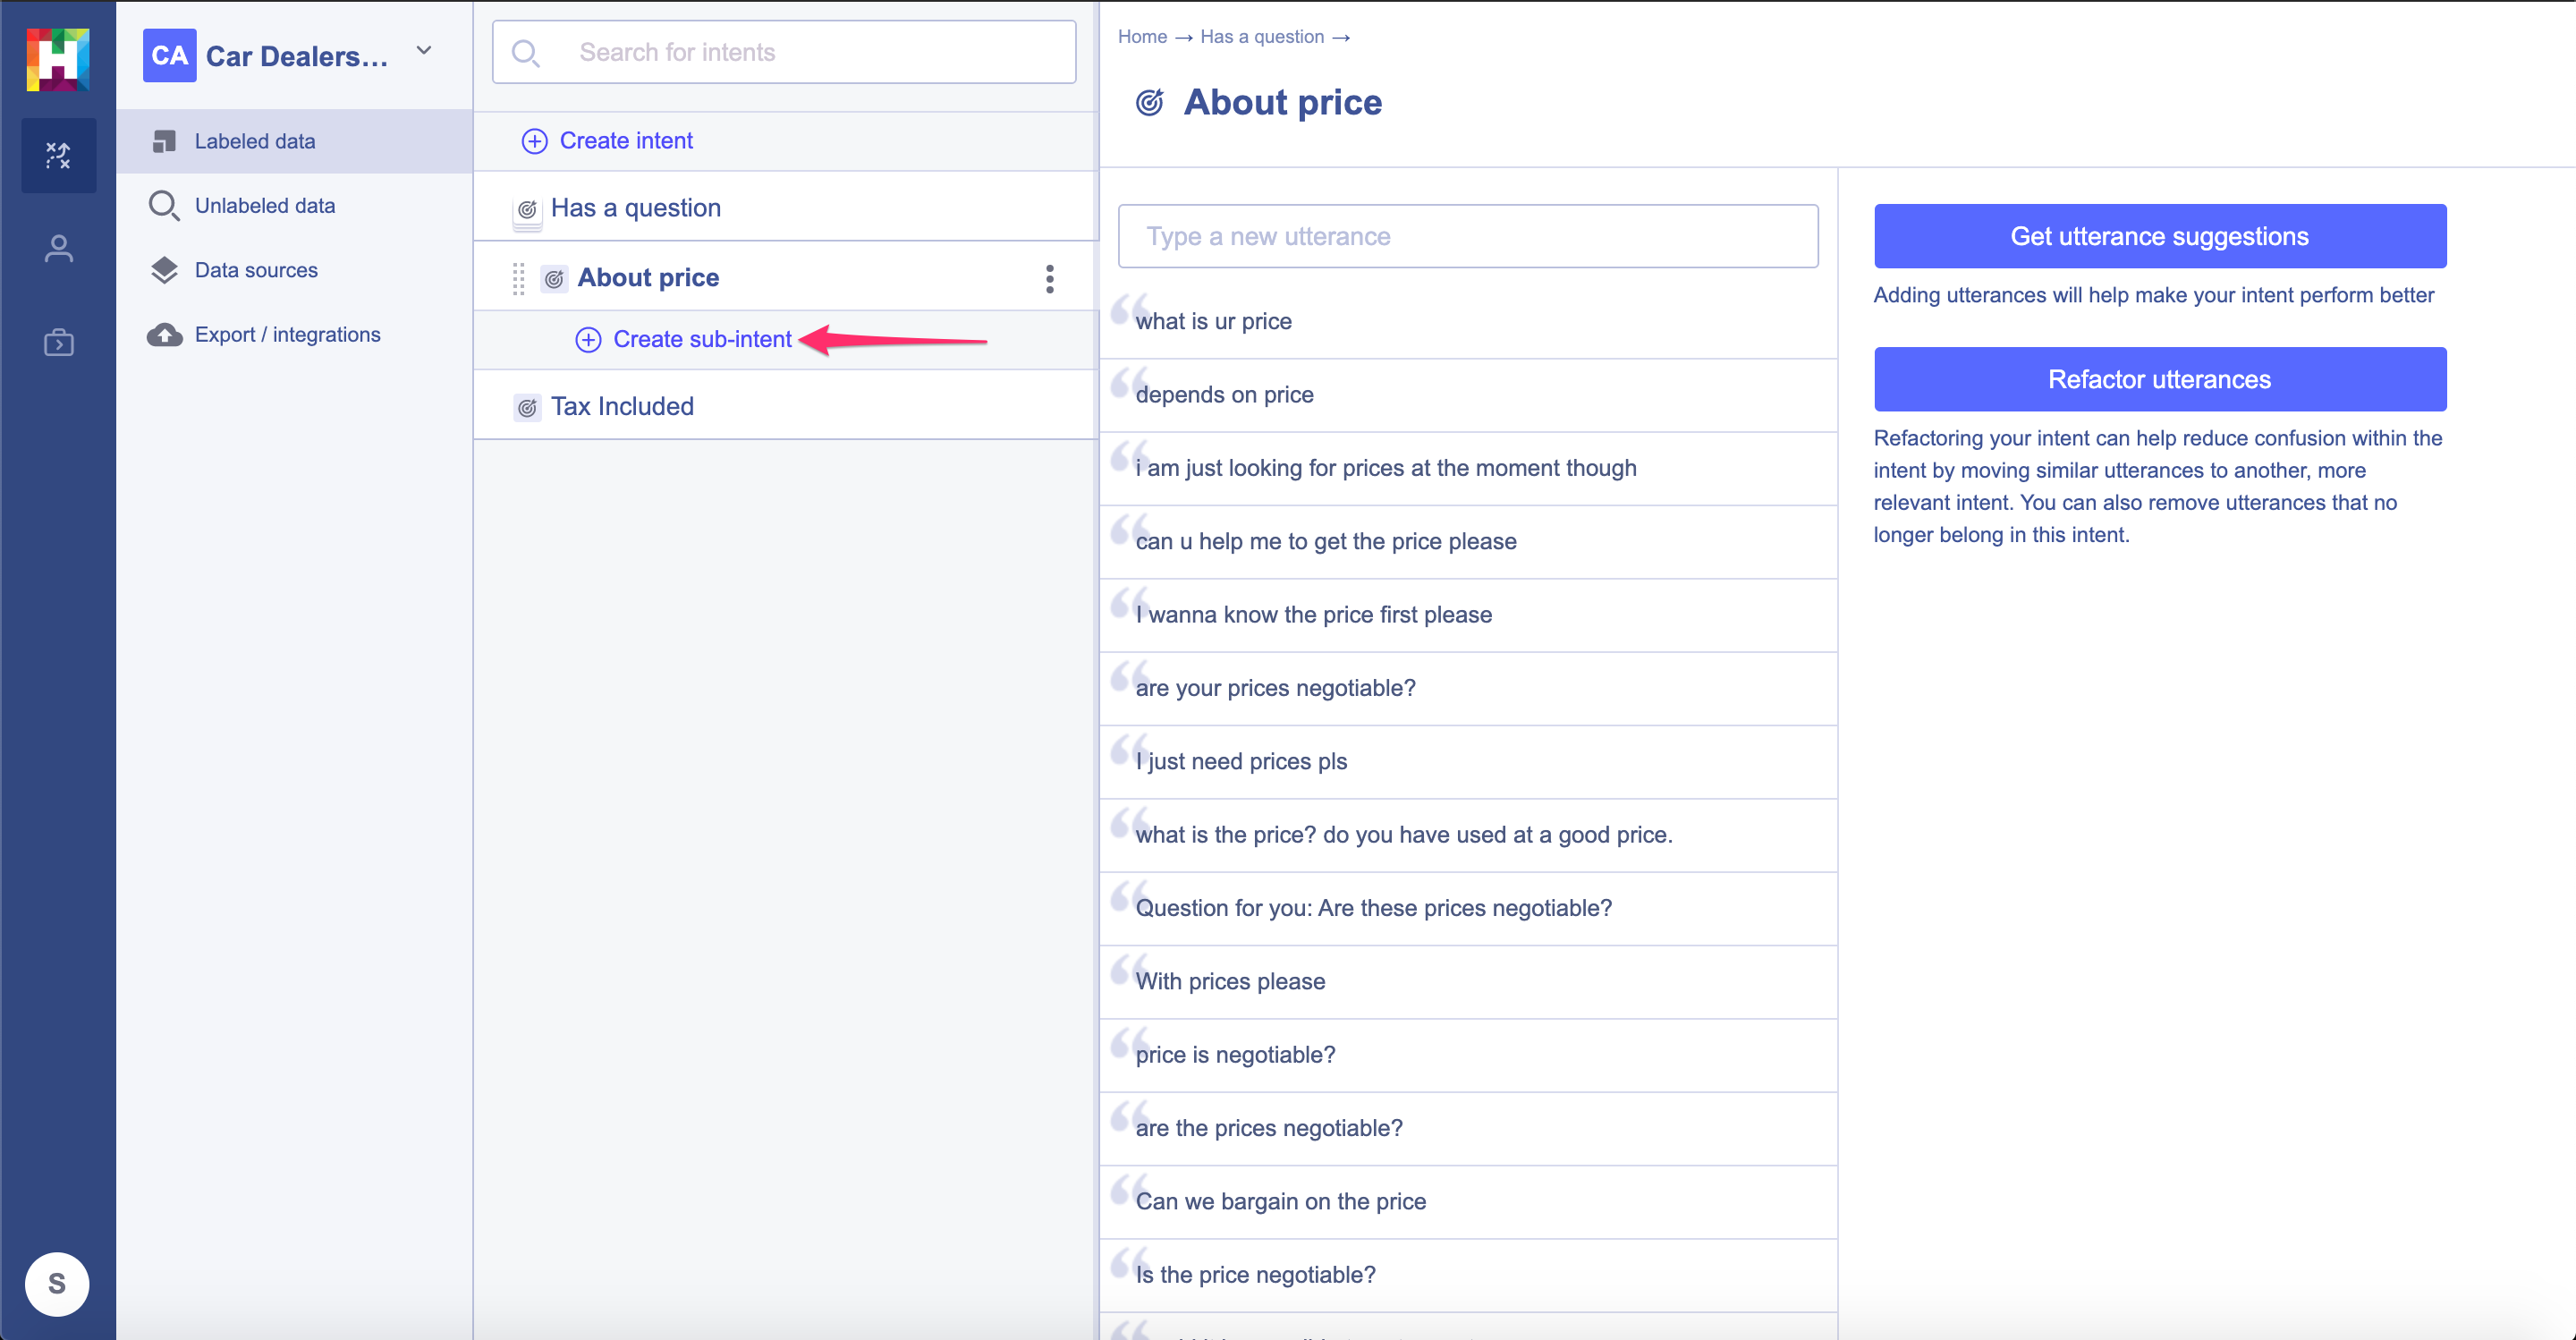 H
CA Car Dealers...
Labeled data
Unlabeled data
Data sources
Export / integrations
S
Search for intents
Create intent
Has a question
About price
Create sub-intent
Tax Included
Home → Has a question →
About price
Type a new utterance
what is ur price
depends on price
i am just looking for prices at the moment though
can u help me to get the price please
I wanna know the price first please
are your prices negotiable?
I just need prices pls
what is the price? do you have used at a good price.
Question for you: Are these prices negotiable?
With prices please
price is negotiable?
are the prices negotiable?
Can we bargain on the price
Is the price negotiable?
Get utterance suggestions
Adding utterances will help make your intent perform better
Refactor utterances
Refactoring your intent can help reduce confusion within the
intent by moving similar utterances to another, more
relevant intent. You can also remove utterances that no
longer belong in this intent.